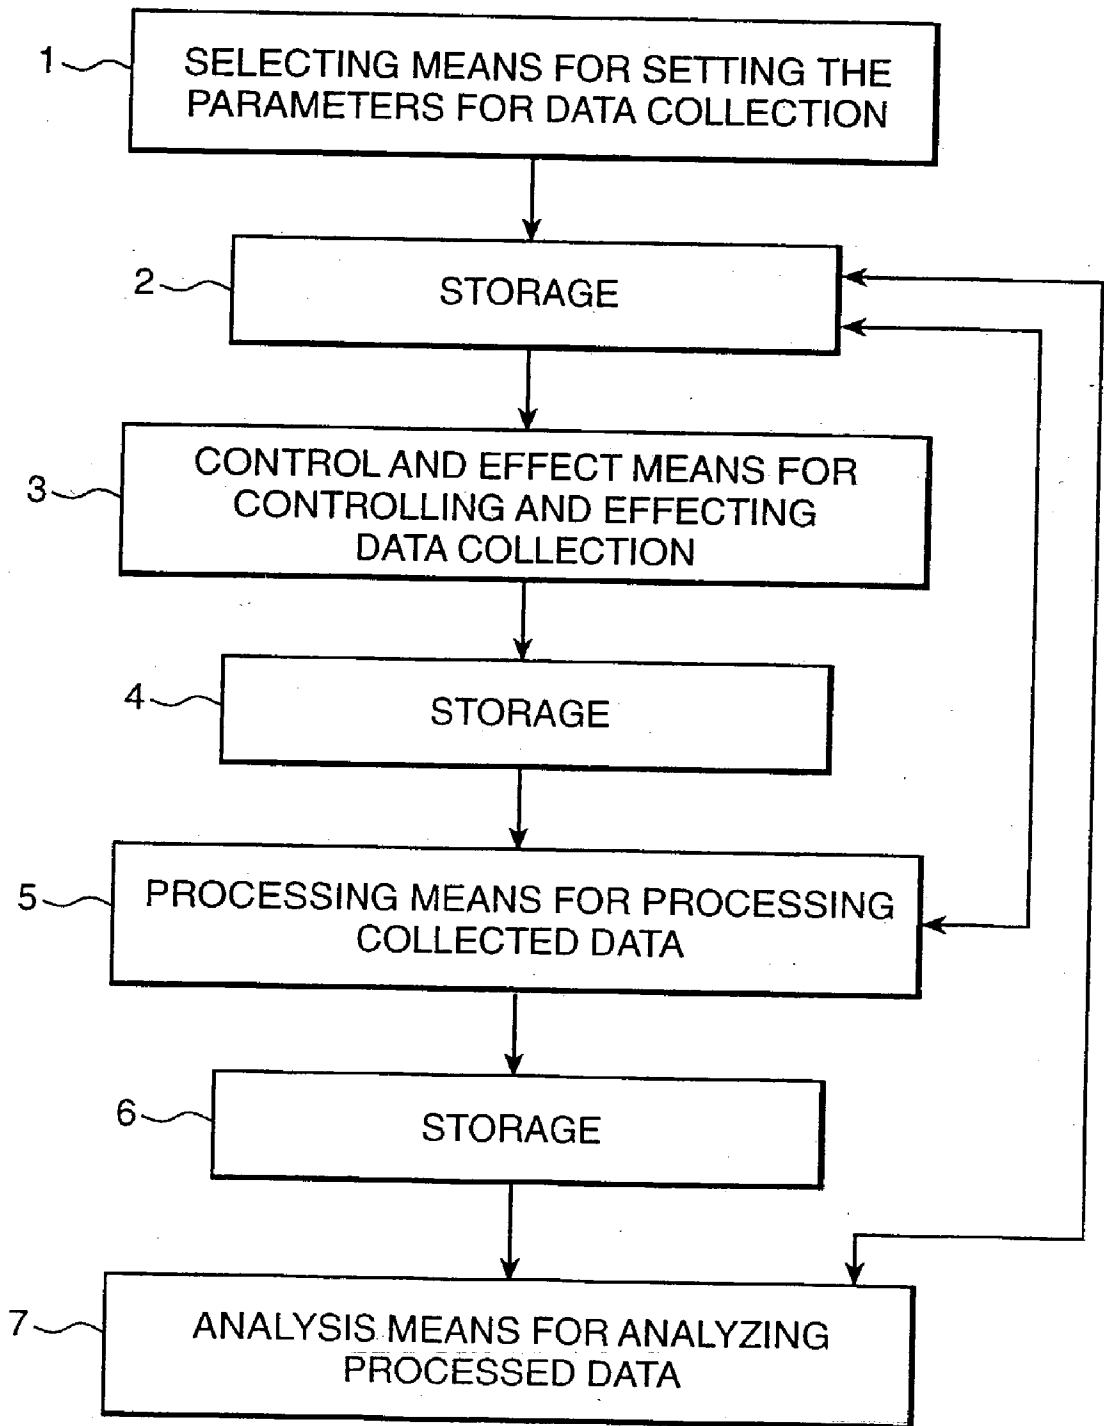 1
SELECTING MEANS FOR SETTING THE
PARAMETERS FOR DATA COLLECTION
2
STORAGE
3
CONTROL AND EFFECT MEANS FOR
CONTROLLING AND EFFECTING
DATA COLLECTION
4
STORAGE
5
PROCESSING MEANS FOR PROCESSING
COLLECTED DATA
6
STORAGE
7
ANALYSIS MEANS FOR ANALYZING
PROCESSED DATA